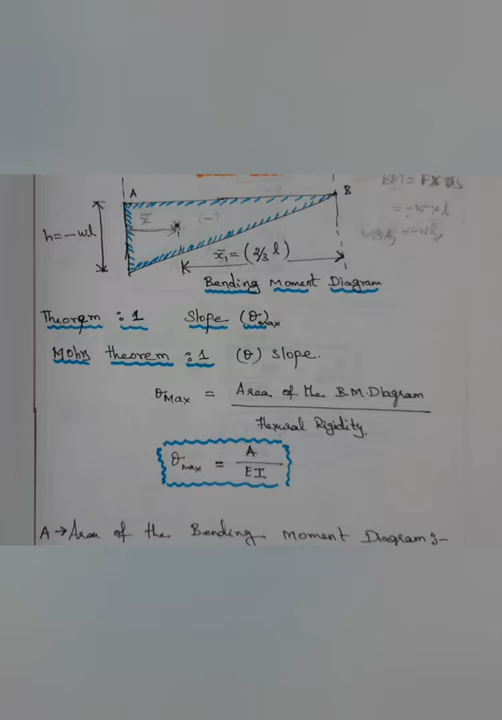 A
B
BM =
= -w x l
h = -wl
x̄
(-)
x̄₁ = (2/3 l)
Bending Moment Diagram
Theorem : 1 Slope (θ)max
Mohrs theorem : 1 (θ) slope.
θMax = Area of the B.M.Diagram
Flexural Rigidity.
θmax = A
EI
A → Area of the Bending Moment Diagram :-